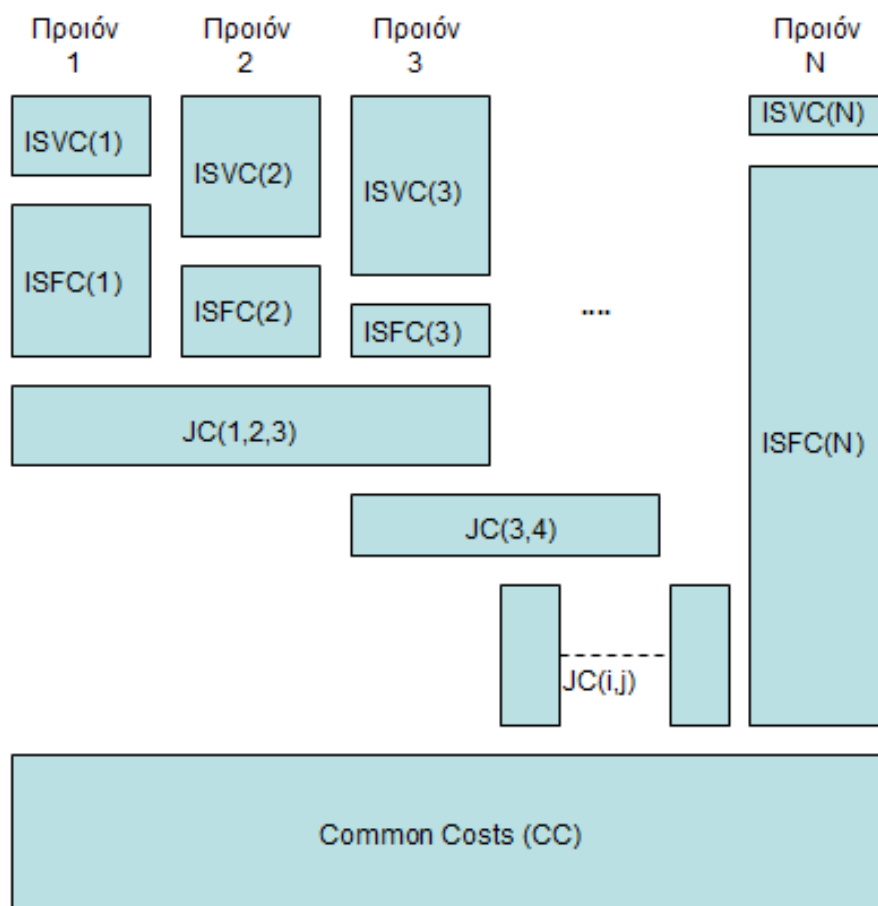 Προιόν Προιόν Προιόν Προιόν
1 2 3 N
ISVC(1) ISVC(2) ISVC(3) ISVC(N)
ISFC(1) ISFC(2) ISFC(3) ISFC(N)
....
JC(1,2,3)
JC(3,4)
JC(i,j)
Common Costs (CC)